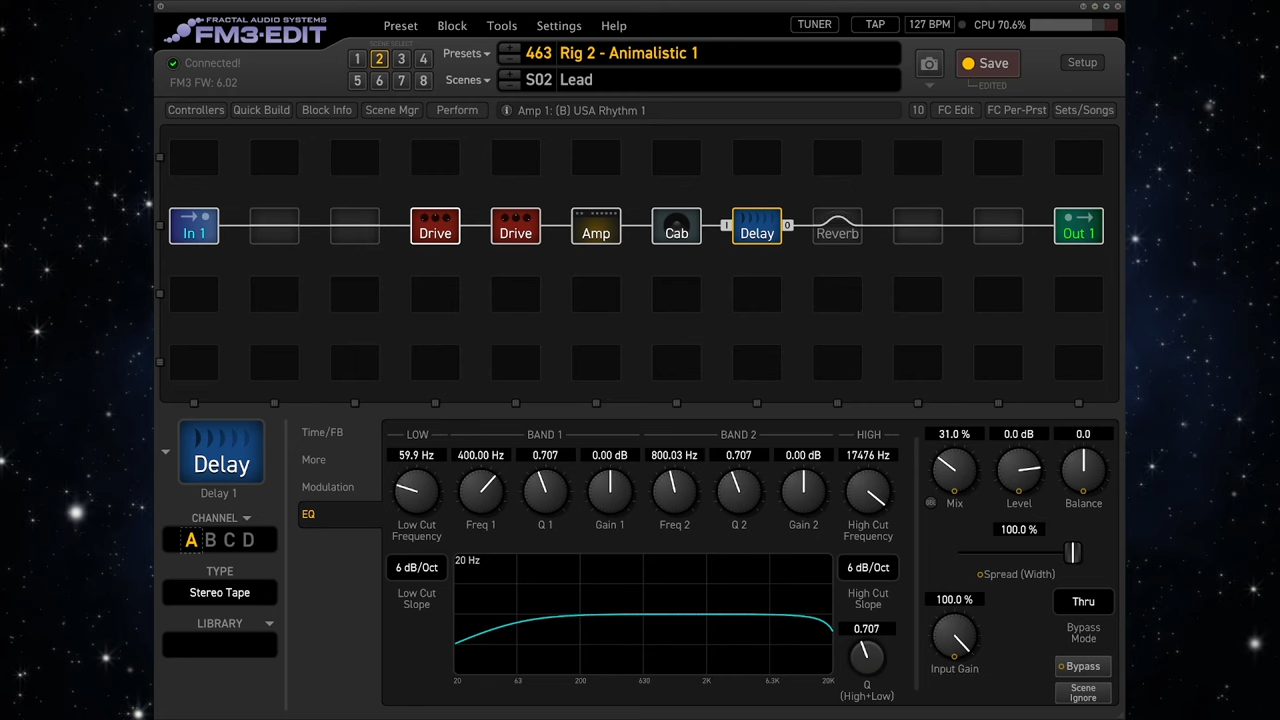 FRACTAL AUDIO SYSTEMS
FM3-EDIT
Preset Block Tools Settings Help
TUNER TAP 127 BPM CPU 70.6%
Connected!
FM3 FW: 6.02
SCENE SELECT
1 2 3 4
5 6 7 8
Presets 463 Rig 2 - Animalistic 1
Scenes S02 Lead
Save
EDITED
Setup
Controllers Quick Build Block Info Scene Mgr Perform Amp 1: (B) USA Rhythm 1 10 FC Edit FC Per-Prst Sets/Songs
In 1 Drive Drive Amp Cab I Delay O Reverb Out 1
Delay
Delay 1
CHANNEL
A B C D
TYPE
Stereo Tape
LIBRARY
Time/FB
More
Modulation
EQ
LOW BAND 1 BAND 2 HIGH
59.9 Hz 400.00 Hz 0.707 0.00 dB 800.03 Hz 0.707 0.00 dB 17476 Hz
Low Cut Frequency Freq 1 Q 1 Gain 1 Freq 2 Q 2 Gain 2 High Cut Frequency
6 dB/Oct
Low Cut Slope
20 Hz
20 63 200 630 2K 6.3K 20K
6 dB/Oct
High Cut Slope
0.707
Q (High+Low)
31.0 % 0.0 dB 0.0
Mix Level Balance
100.0 %
Spread (Width)
100.0 %
Input Gain
Thru
Bypass Mode
Bypass
Scene Ignore